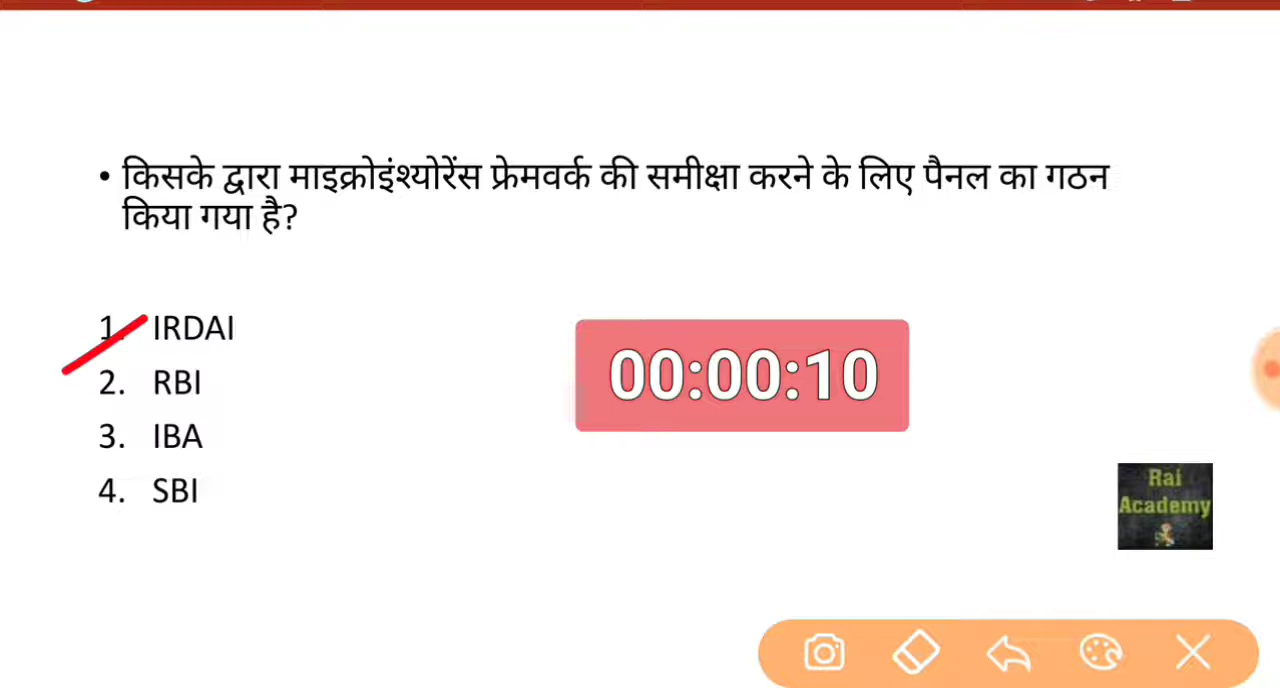 • किसके द्वारा माइक्रोइंश्योरेंस फ्रेमवर्क की समीक्षा करने के लिए पैनल का गठन
किया गया है?
1. IRDAI
2. RBI
3. IBA
4. SBI
00:00:10
Rai
Academy